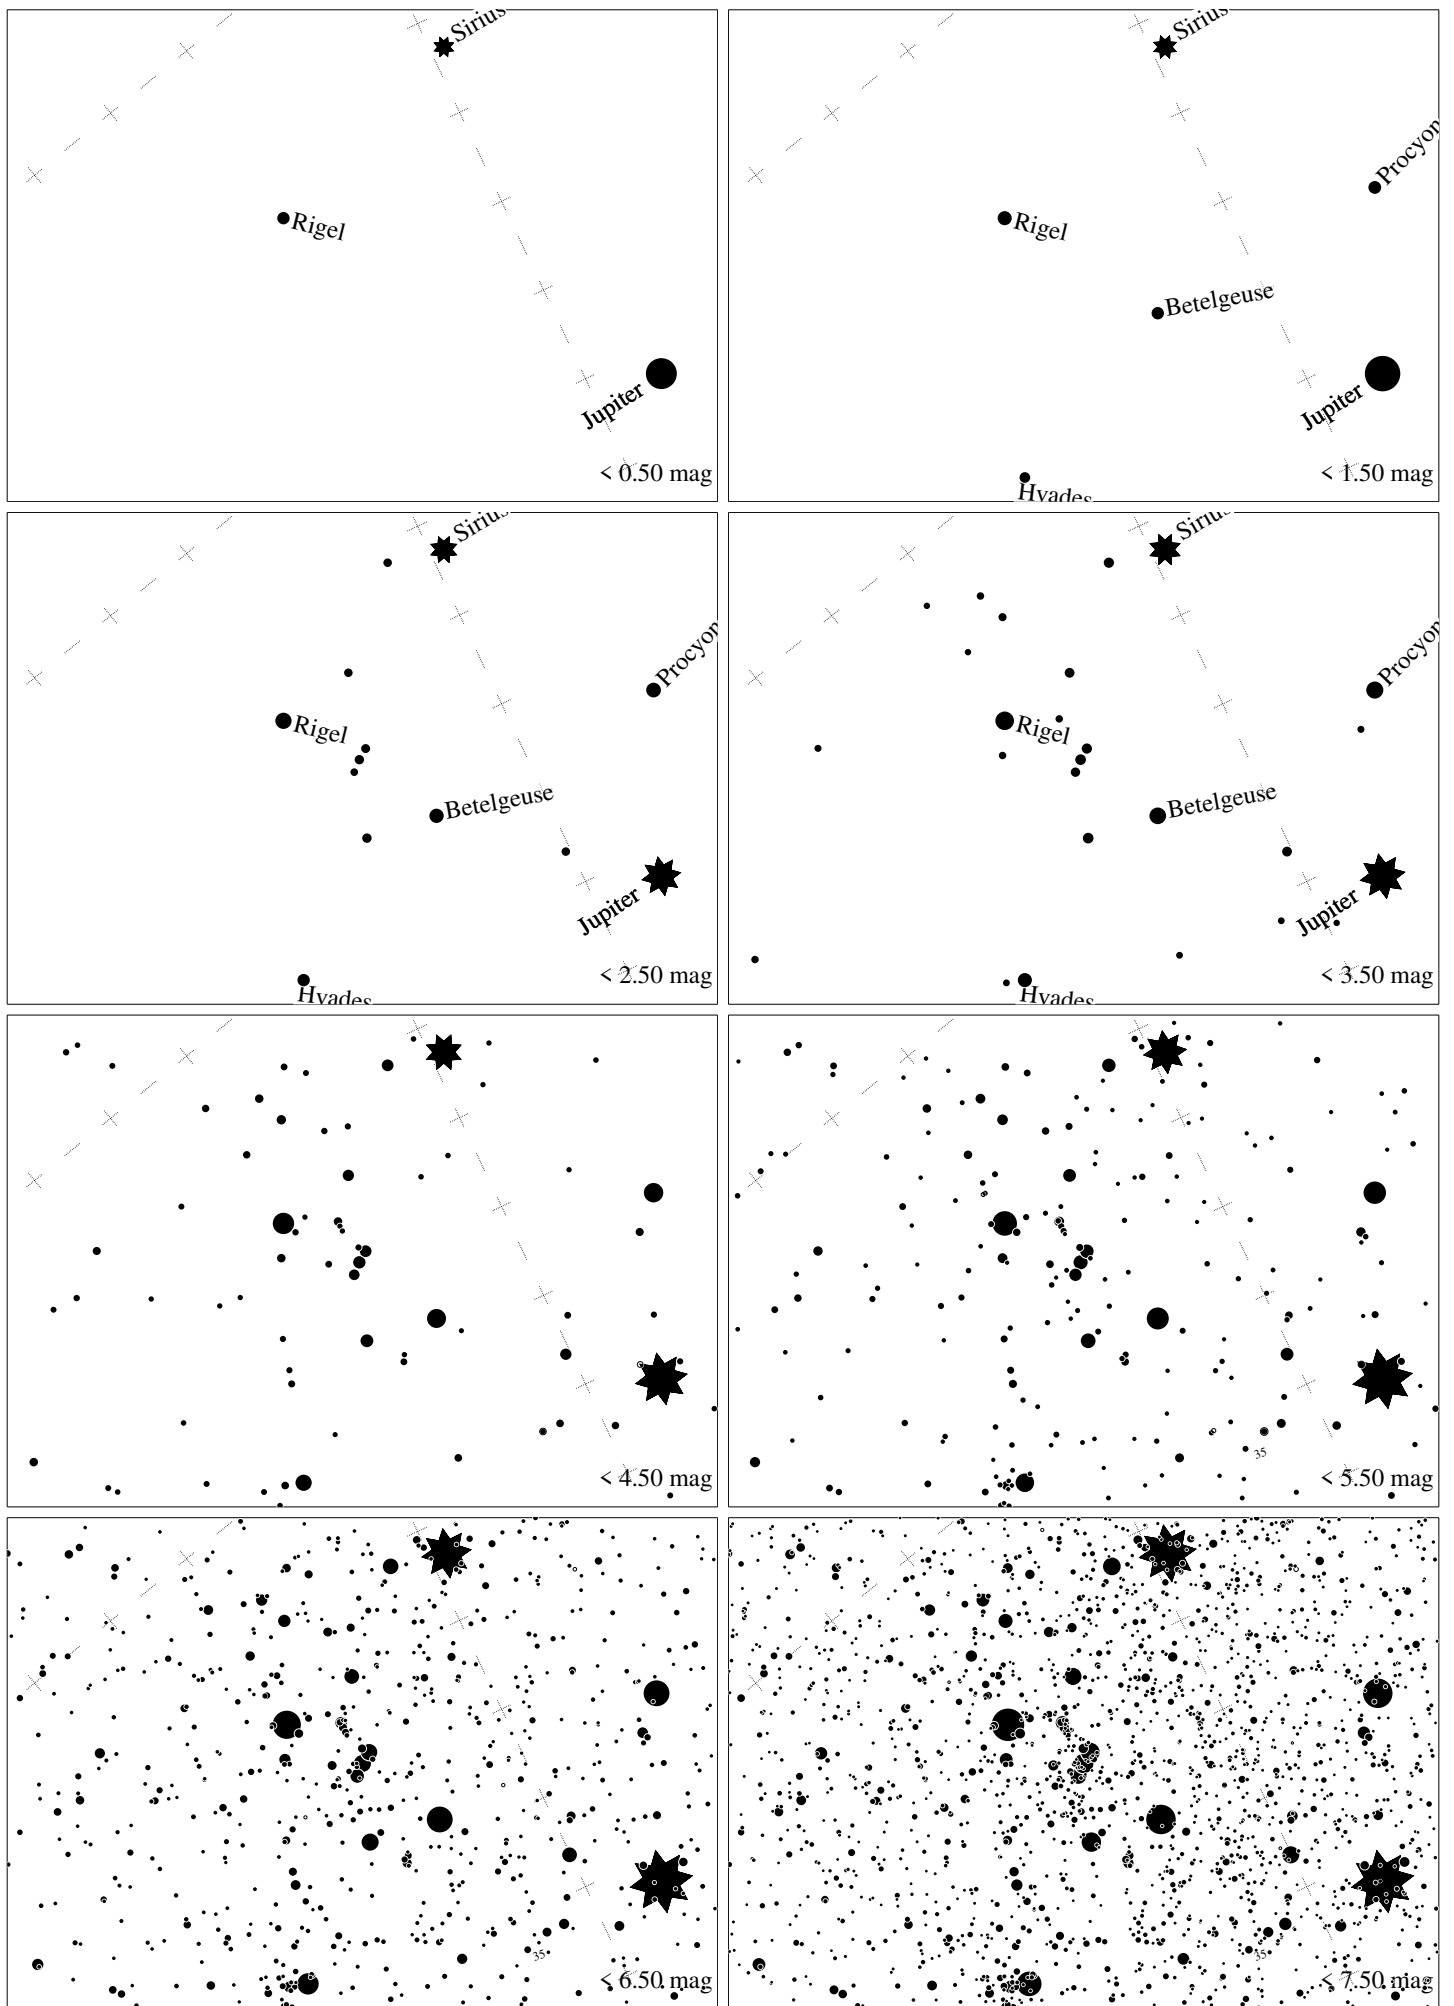 Sirius
Rigel
Jupiter
< 0.50 mag
Sirius
Procyon
Rigel
Betelgeuse
Jupiter
< 1.50 mag
Hyades
Sirius
Procyon
Rigel
Betelgeuse
Jupiter
< 2.50 mag
Hyades
Sirius
Procyon
Rigel
Betelgeuse
Jupiter
< 3.50 mag
Hyades
< 4.50 mag
35
< 5.50 mag
35
< 6.50 mag
35
< 7.50 mag